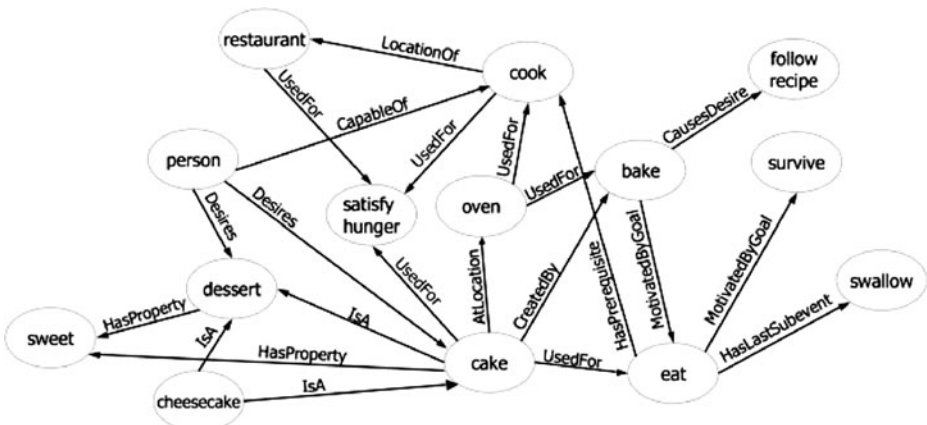 restaurant
LocationOf
cook
follow
recipe
UsedFor
CapableOf
UsedFor
UsedFor
CausesDesire
person
survive
bake
UsedFor
satisfy
hunger
oven
Desires
Desires
UsedFor
AtLocation
CreatedBy
HasPrerequisite
MotivatedByGoal
MotivatedByGoal
swallow
dessert
HasProperty
IsA
IsA
HasLastSubevent
sweet
HasProperty
cake
UsedFor
eat
cheesecake
IsA